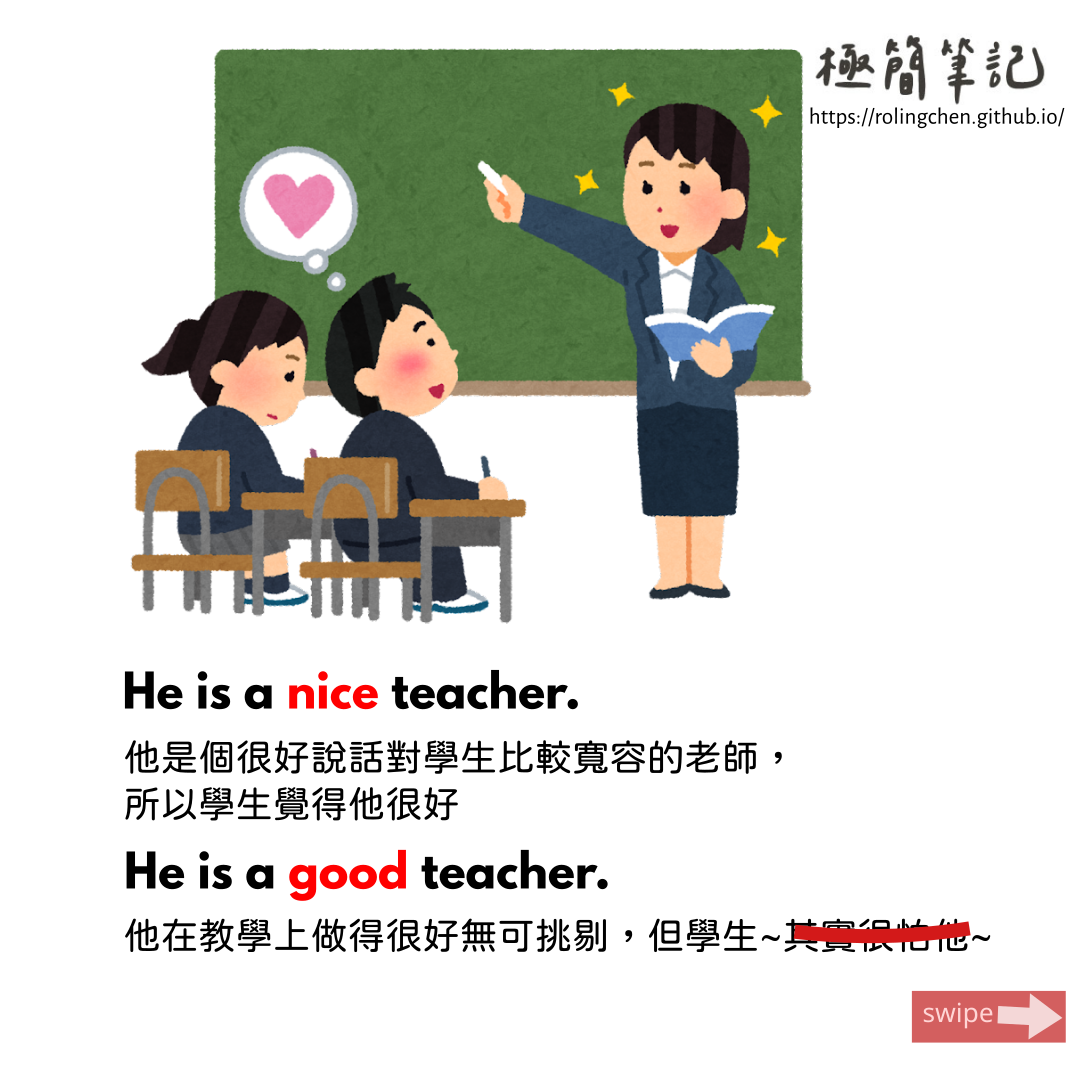 極簡筆記
https://rolingchen.github.io/
He is a nice teacher.
他是個很好說話對學生比較寬容的老師，
所以學生覺得他很好
He is a good teacher.
他在教學上做得很好無可挑剔，但學生~其實很怕他~
swipe